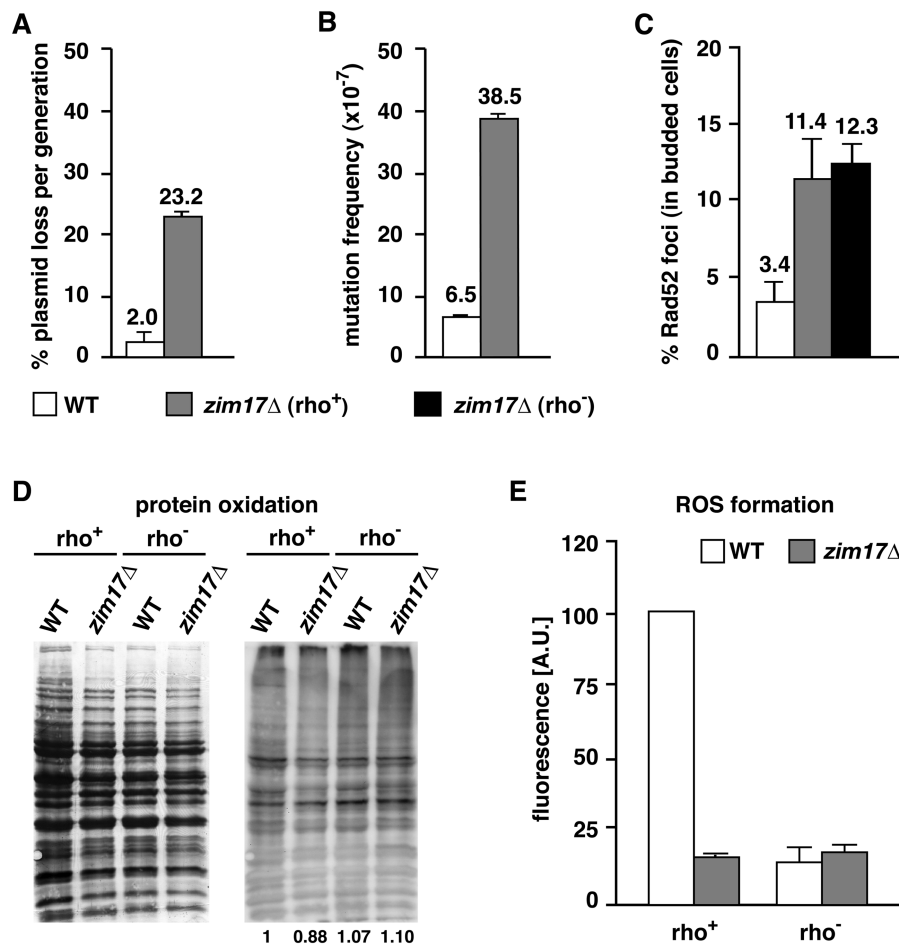 A
% plasmid loss per generation
50
40
30
20
10
0
2.0
23.2
B
mutation frequency (x10⁻⁷)
50
40
30
20
10
0
6.5
38.5
C
% Rad52 foci (in budded cells)
20
15
10
5
0
3.4
11.4
12.3
WT
zim17Δ (rho⁺)
zim17Δ (rho⁻)
D
protein oxidation
rho⁺ rho⁻ rho⁺ rho⁻
WT zim17Δ WT zim17Δ WT zim17Δ WT zim17Δ
1 0.88 1.07 1.10
E
ROS formation
WT zim17Δ
fluorescence [A.U.]
120
100
75
50
25
0
rho⁺ rho⁻